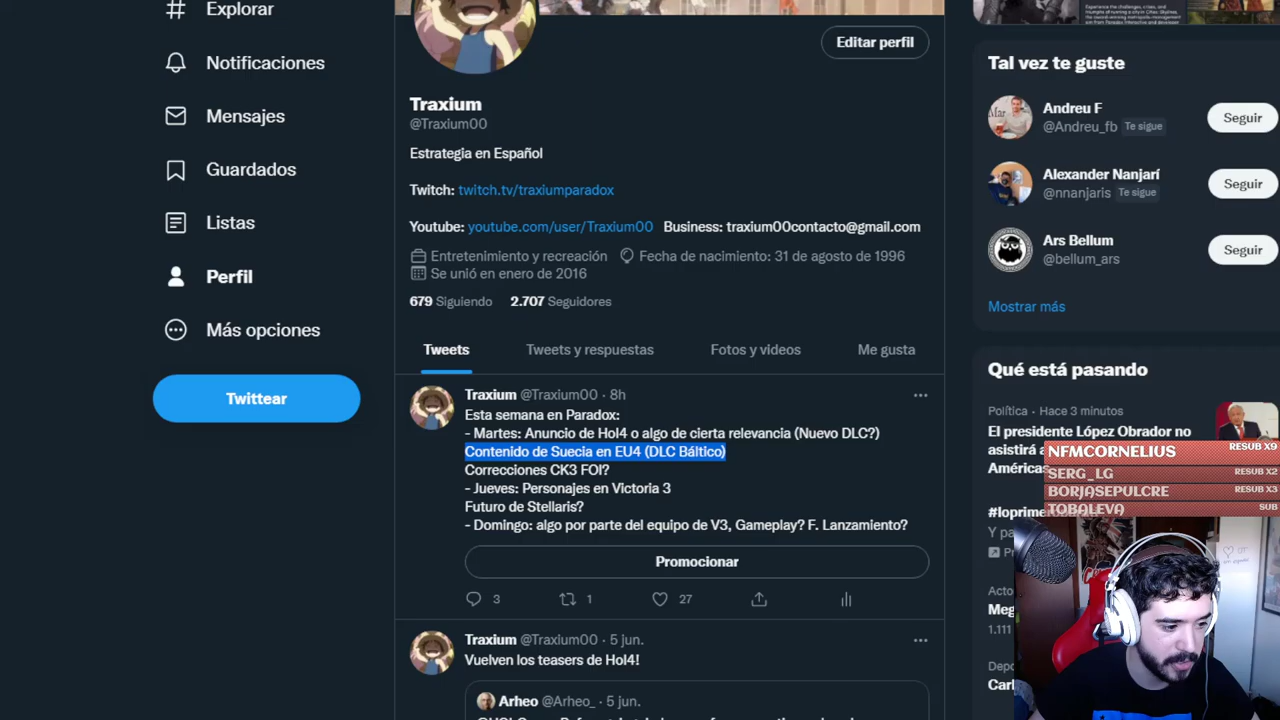 Explorar
Notificaciones
Mensajes
Guardados
Listas
Perfil
Más opciones
Twittear
Editar perfil
Traxium
@Traxium00
Estrategia en Español
Twitch: twitch.tv/traxiumparadox
Youtube: youtube.com/user/Traxium00 Business: traxium00contacto@gmail.com
Entretenimiento y recreación Fecha de nacimiento: 31 de agosto de 1996
Se unió en enero de 2016
679 Siguiendo 2.707 Seguidores
Tweets Tweets y respuestas Fotos y videos Me gusta
Traxium @Traxium00 · 8h
Esta semana en Paradox:
- Martes: Anuncio de HoI4 o algo de cierta relevancia (Nuevo DLC?)
Contenido de Suecia en EU4 (DLC Báltico)
Correcciones CK3 FOI?
- Jueves: Personajes en Victoria 3
Futuro de Stellaris?
- Domingo: algo por parte del equipo de V3, Gameplay? F. Lanzamiento?
Promocionar
3 1 27
Traxium @Traxium00 · 5 jun.
Vuelven los teasers de HoI4!
Arheo @Arheo_ · 5 jun.
Tal vez te guste
Andreu F
@Andreu_fb Te sigue
Seguir
Alexander Nanjarí
@nnanjaris Te sigue
Seguir
Ars Bellum
@bellum_ars
Seguir
Mostrar más
Qué está pasando
Política · Hace 3 minutos
El presidente López Obrador no
asistirá
Américas
NFMCORNELIUS RESUB X9
SERG_LG RESUB X2
BORJASEPULCRE RESUB X3
TOBALEVA SUB